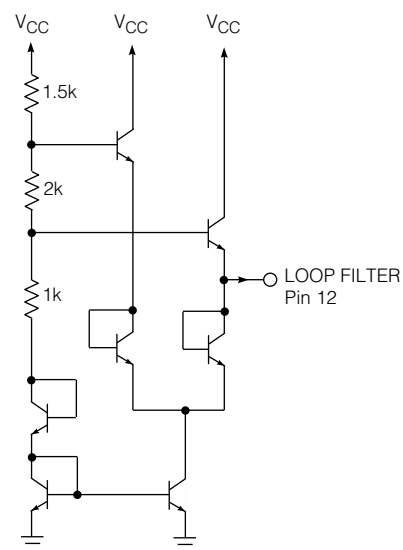 VCC VCC VCC
1.5k
2k
LOOP FILTER
Pin 12
1k